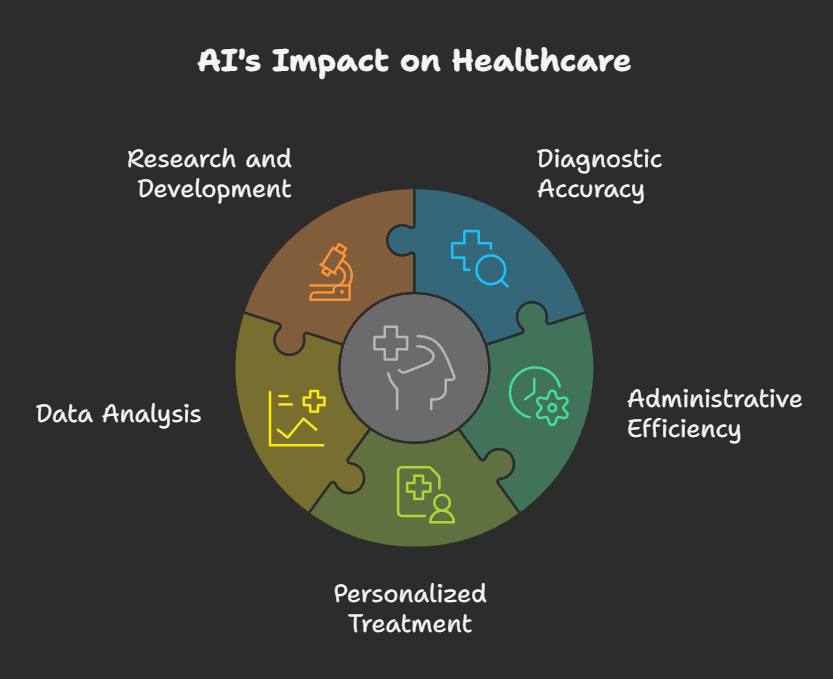 AI's Impact on Healthcare
Research and
Development
Diagnostic
Accuracy
Data Analysis
Administrative
Efficiency
Personalized
Treatment